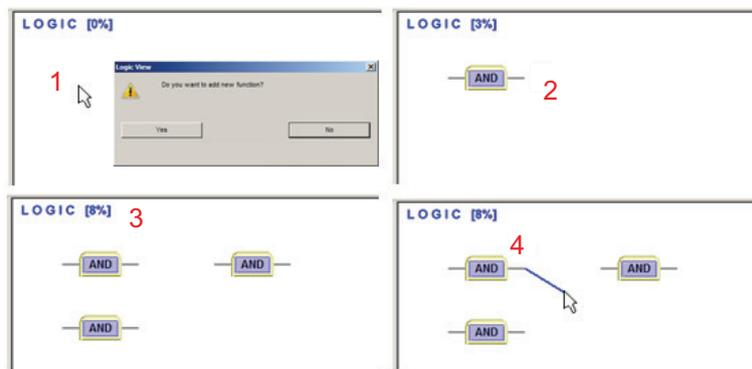 LOGIC [0%]
1
Logic View
Do you want to add new function?
Yes
No
LOGIC [3%]
AND
2
LOGIC [8%]
3
AND
AND
AND
LOGIC [8%]
4
AND
AND
AND